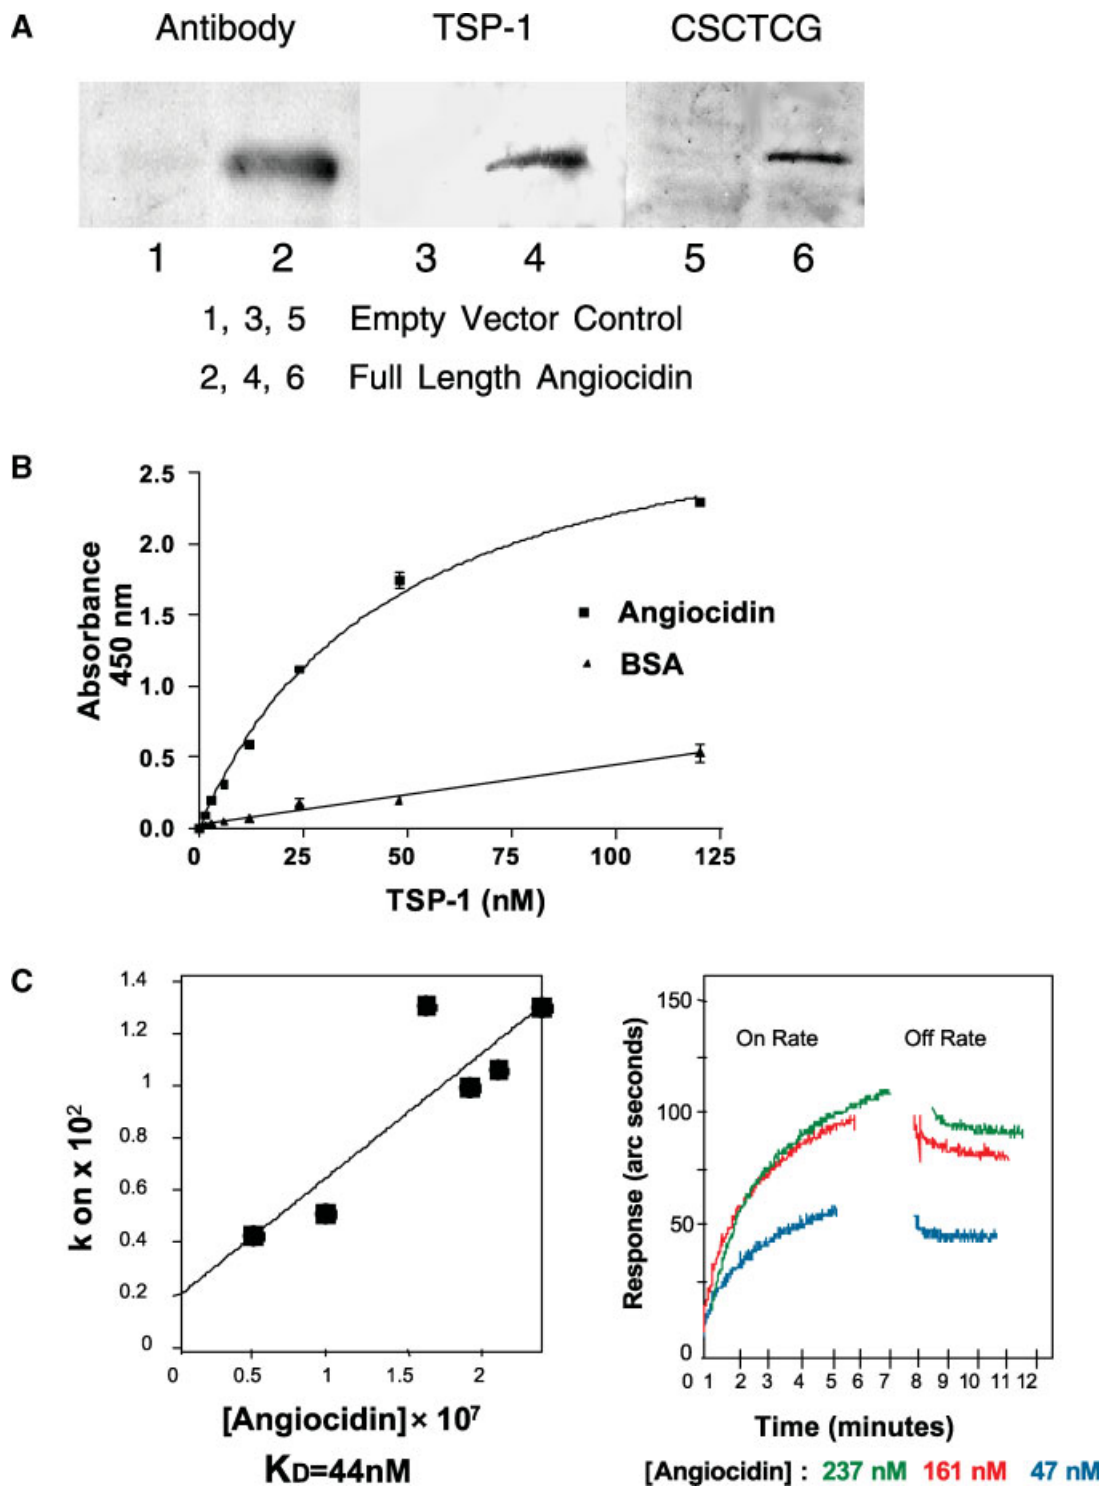 A Antibody TSP-1 CSCTCG
1 2 3 4 5 6
1, 3, 5 Empty Vector Control
2, 4, 6 Full Length Angiocidin
B
2.5
2.0
1.5
1.0
0.5
0.0
Absorbance
450 nm
Angiocidin
BSA
0 25 50 75 100 125
TSP-1 (nM)
C
1.4
1.2
1
0.8
0.6
0.4
0.2
0
k on x 10²
0 0.5 1 1.5 2
[Angiocidin] × 10⁷
KD=44nM
150
100
50
0
Response (arc seconds)
On Rate Off Rate
0 1 2 3 4 5 6 7 8 9 10 11 12
Time (minutes)
[Angiocidin] : 237 nM 161 nM 47 nM